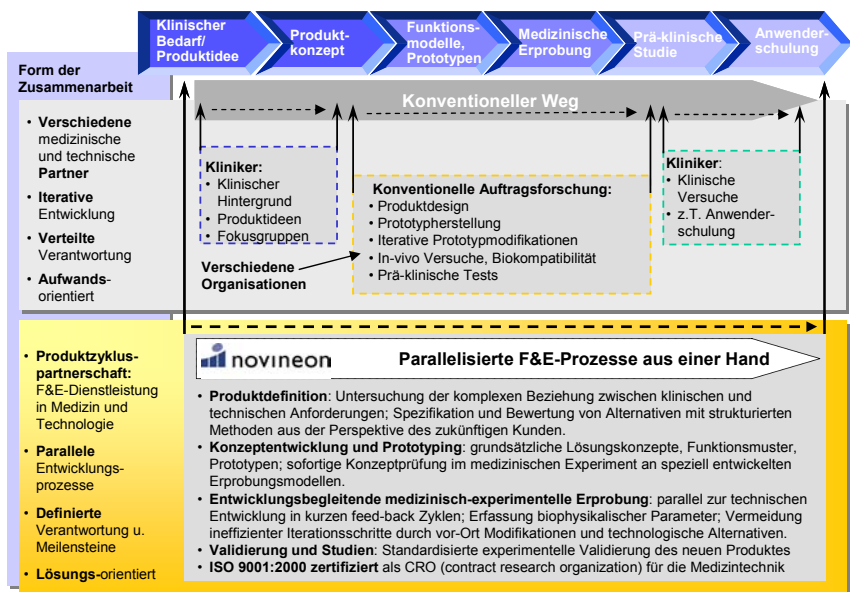 Klinischer
Bedarf/
Produktidee
Produkt-
konzept
Funktions-
modelle,
Prototypen
Medizinische
Erprobung
Prä-klinische
Studie
Anwender-
schulung
Form der
Zusammenarbeit
• Verschiedene
medizinische
und technische
Partner
• Iterative
Entwicklung
• Verteilte
Verantwortung
• Aufwands-
orientiert
Konventioneller Weg
Kliniker:
• Klinischer
Hintergrund
• Produktideen
• Fokusgruppen
Verschiedene
Organisationen
Konventionelle Auftragsforschung:
• Produktdesign
• Prototypherstellung
• Iterative Prototypmodifikationen
• In-vivo Versuche, Biokompatibilität
• Prä-klinische Tests
Kliniker:
• Klinische
Versuche
• z.T. Anwender-
schulung
• Produktzyklus-
partnerschaft:
F&E-Dienstleistung
in Medizin und
Technologie
• Parallele
Entwicklungs-
prozesse
• Definierte
Verantwortung u.
Meilensteine
• Lösungs-orientiert
novineon Parallelisierte F&E-Prozesse aus einer Hand
• Produktdefinition: Untersuchung der komplexen Beziehung zwischen klinischen und
technischen Anforderungen; Spezifikation und Bewertung von Alternativen mit strukturierten
Methoden aus der Perspektive des zukünftigen Kunden.
• Konzeptentwicklung und Prototyping: grundsätzliche Lösungskonzepte, Funktionsmuster,
Prototypen; sofortige Konzeptprüfung im medizinischen Experiment an speziell entwickelten
Erprobungsmodellen.
• Entwicklungsbegleitende medizinisch-experimentelle Erprobung: parallel zur technischen
Entwicklung in kurzen feed-back Zyklen; Erfassung biophysikalischer Parameter; Vermeidung
ineffizienter Iterationsschritte durch vor-Ort Modifikationen und technologische Alternativen.
• Validierung und Studien: Standardisierte experimentelle Validierung des neuen Produktes
• ISO 9001:2000 zertifiziert als CRO (contract research organization) für die Medizintechnik